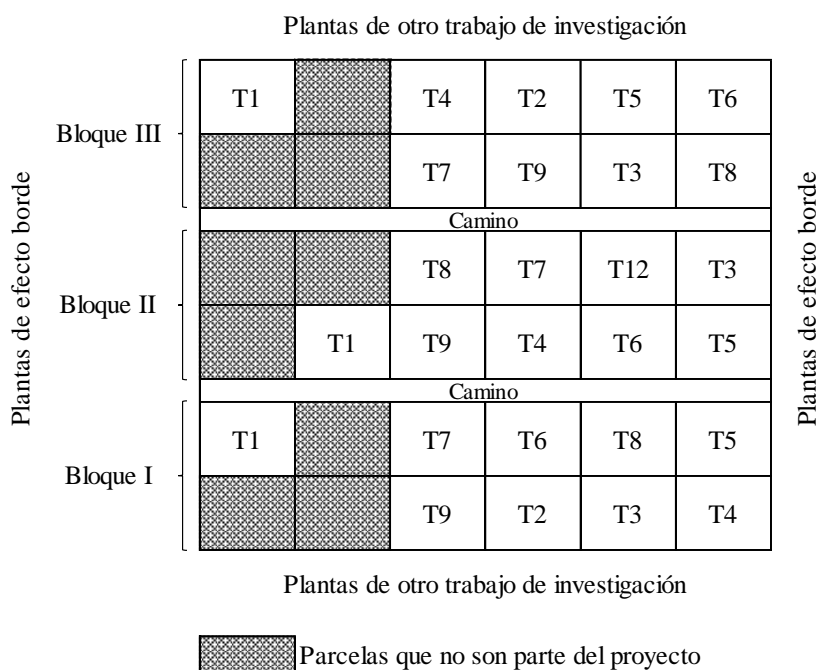 Plantas de otro trabajo de investigación
T1 T4 T2 T5 T6
Bloque III
T7 T9 T3 T8
Camino
T8 T7 T12 T3
Bloque II
T1 T9 T4 T6 T5
Camino
T1 T7 T6 T8 T5
Bloque I
T9 T2 T3 T4
Plantas de efecto borde
Plantas de efecto borde
Plantas de otro trabajo de investigación
Parcelas que no son parte del proyecto